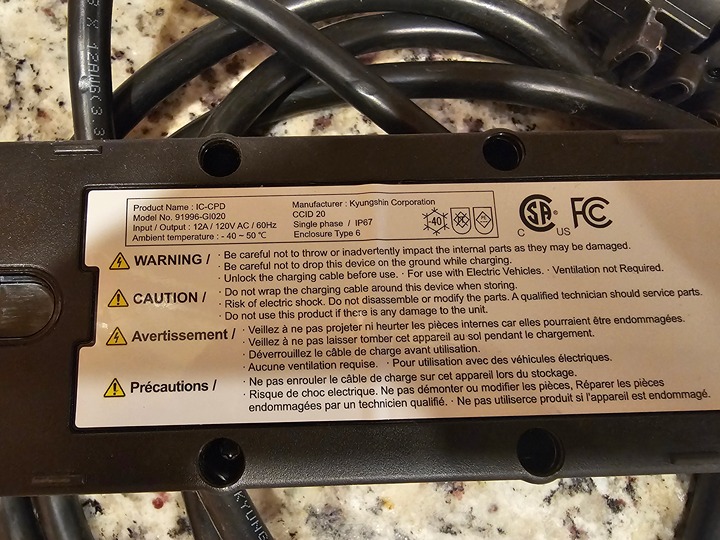 X 12AWG(3.3
Product Name : IC-CPD
Model No. 91996-GI020
Input / Output : 12A / 120V AC / 60Hz
Ambient temperature : - 40 ~ 50 ℃
Manufacturer : Kyungshin Corporation
CCID 20
Single phase / IP67
Enclosure Type 6
-40
C SA US
FC
WARNING /
· Be careful not to throw or inadvertently impact the internal parts as they may be damaged.
· Be careful not to drop this device on the ground while charging.
· Unlock the charging cable before use. · For use with Electric Vehicles. · Ventilation not Required.
CAUTION /
· Do not wrap the charging cable around this device when storing.
· Risk of electric shock. Do not disassemble or modify the parts. A qualified technician should service parts.
· Do not use this product if there is any damage to the unit.
Avertissement /
· Veillez à ne pas projeter ni heurter les pièces internes car elles pourraient être endommagées.
· Veillez à ne pas laisser tomber cet appareil au sol pendant le chargement.
· Déverrouillez le câble de charge avant utilisation.
· Aucune ventilation requise. · Pour utilisation avec des véhicules électriques.
Précautions /
· Ne pas enrouler le câble de charge sur cet appareil lors du stockage.
· Risque de choc electrique. Ne pas démonter ou modifier les pièces, Réparer les pièces
endommagées par un technicien qualifié. · Ne pas utiliserce produit si l'appareil est endommagé.
KYUNG